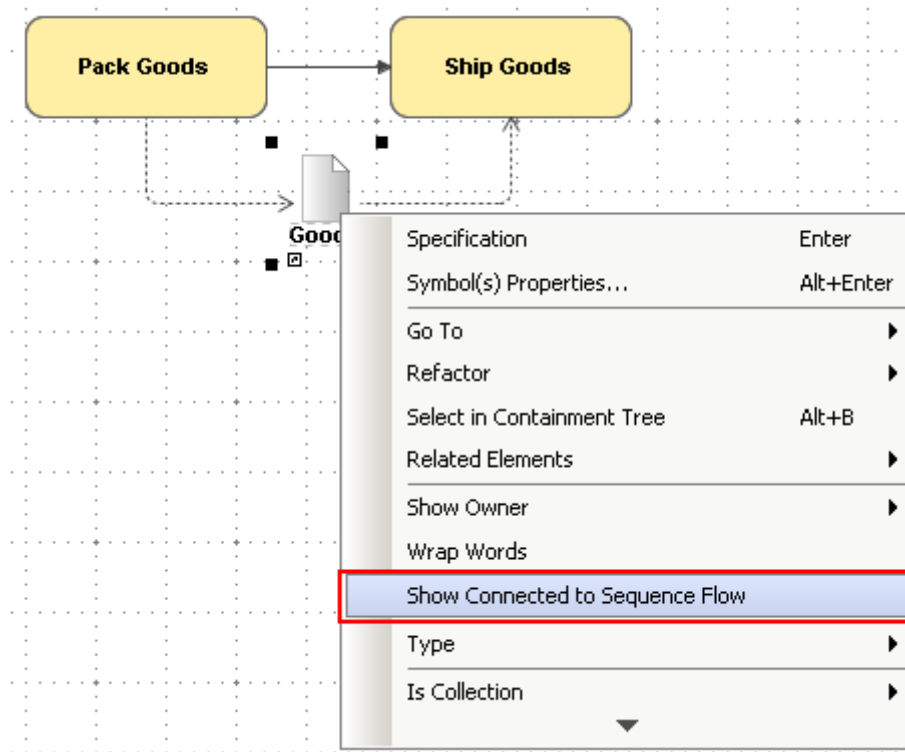 Pack Goods
Ship Goods
Specification Enter
Symbol(s) Properties... Alt+Enter
Go To
Refactor
Select in Containment Tree Alt+B
Related Elements
Show Owner
Wrap Words
Show Connected to Sequence Flow
Type
Is Collection